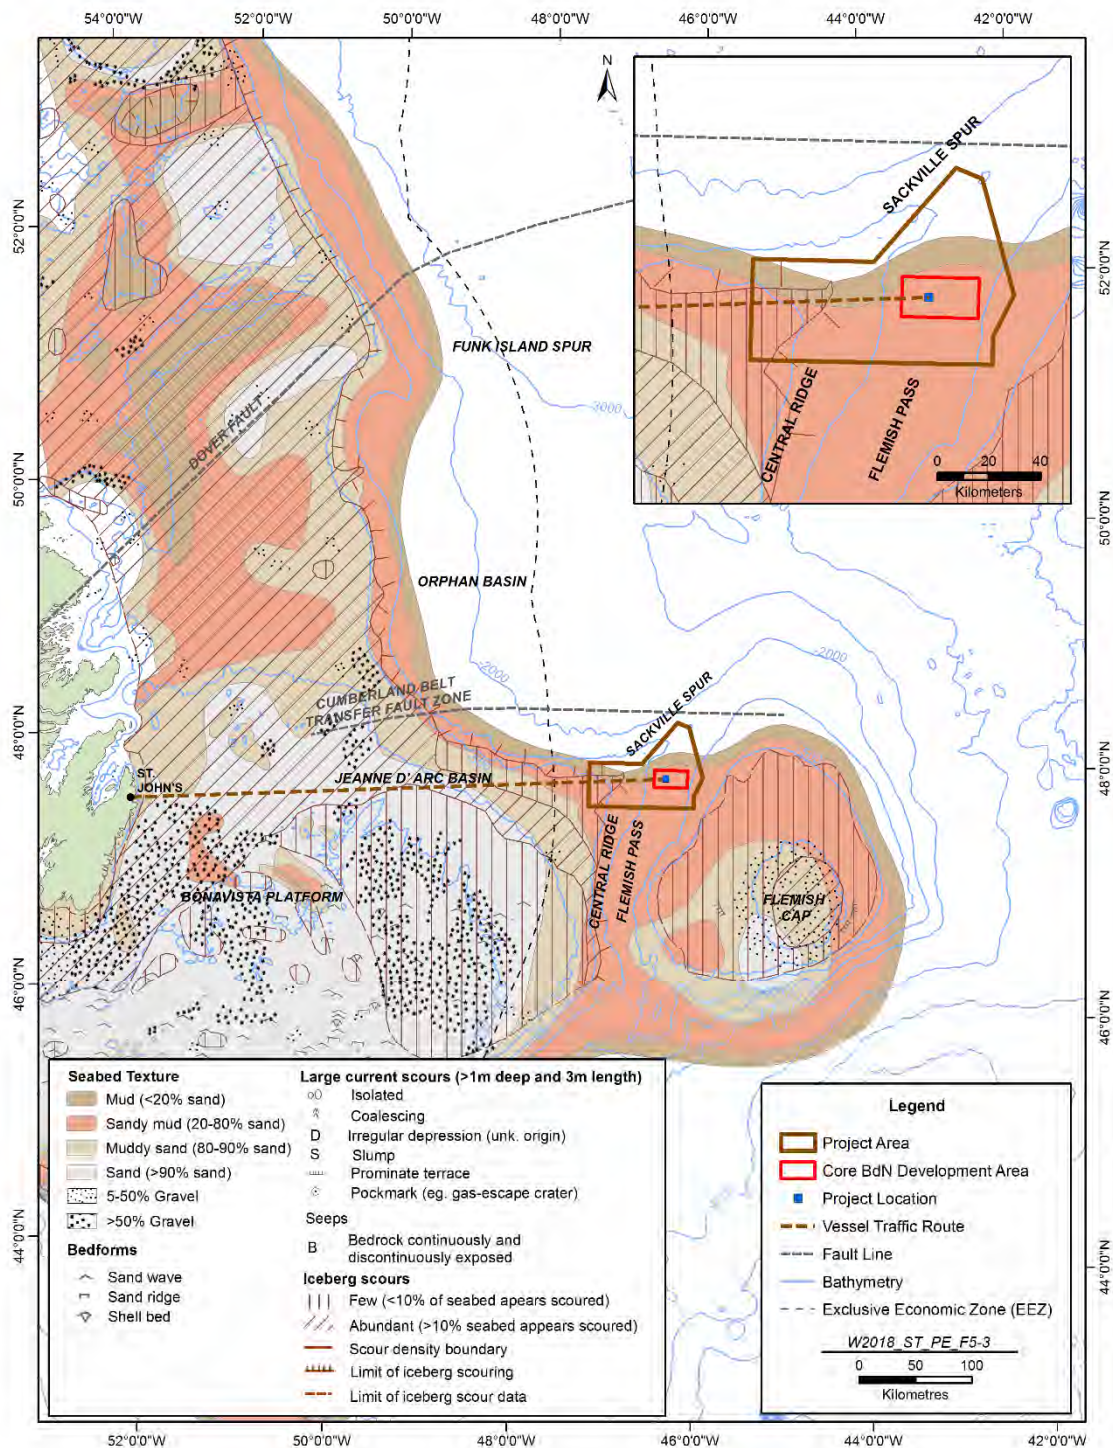 54°0'0"W
52°0'0"W
50°0'0"W
48°0'0"W
46°0'0"W
44°0'0"W
42°0'0"W
N
SACKVILLE SPUR
CENTRAL RIDGE
FLEMISH PASS
0 20 40
Kilometers
52°0'0"N
50°0'0"N
48°0'0"N
46°0'0"N
44°0'0"N
52°0'0"N
50°0'0"N
48°0'0"N
46°0'0"N
44°0'0"N
FUNK ISLAND SPUR
3000
DOVER FAULT
ORPHAN BASIN
-2000
-2000
CUMBERLAND BELT
TRANSFER FAULT ZONE
SACKVILLE SPUR
ST.
JOHN'S
JEANNE D'ARC BASIN
CENTRAL RIDGE
FLEMISH PASS
BONAVISTA PLATFORM
FLEMISH
CAP
Seabed Texture
Mud (<20% sand)
Sandy mud (20-80% sand)
Muddy sand (80-90% sand)
Sand (>90% sand)
5-50% Gravel
>50% Gravel
Bedforms
Sand wave
Sand ridge
Shell bed
Large current scours (>1m deep and 3m length)
Isolated
Coalescing
D Irregular depression (unk. origin)
S Slump
Prominate terrace
Pockmark (eg. gas-escape crater)
Seeps
B Bedrock continuously and
discontinuously exposed
Iceberg scours
Few (<10% of seabed apears scoured)
Abundant (>10% seabed appears scoured)
Scour density boundary
Limit of iceberg scouring
Limit of iceberg scour data
Legend
Project Area
Core BdN Development Area
Project Location
Vessel Traffic Route
Fault Line
Bathymetry
Exclusive Economic Zone (EEZ)
W2018_ST_PE_F5-3
0 50 100
Kilometres
52°0'0"W
50°0'0"W
48°0'0"W
46°0'0"W
44°0'0"W
42°0'0"W